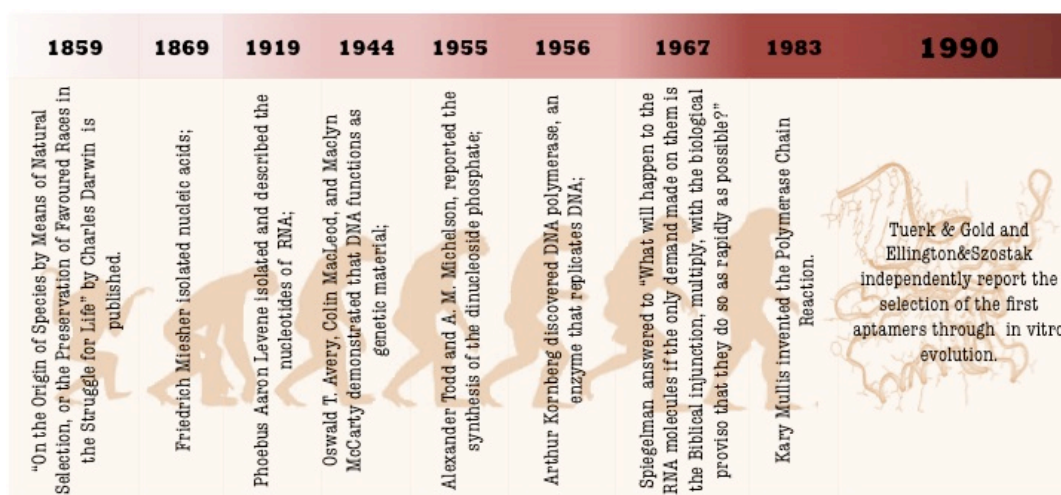 1859
"On the Origin of Species by Means of Natural
Selection, or the Preservation of Favoured Races in
the Struggle for Life" by Charles Darwin is
published.
1869
Friedrich Miesher isolated nucleic acids;
1919
Phoebus Aaron Levene isolated and described the
nucleotides of RNA;
1944
Oswald T. Avery, Colin MacLeod, and Maclyn
McCarty demonstrated that DNA functions as
genetic material;
1955
Alexander Todd and A. M. Michelson, reported the
synthesis of the dinucleoside phosphate;
1956
Arthur Kornberg discovered DNA polymerase, an
enzyme that replicates DNA;
1967
Spiegelman answered to "What will happen to the
RNA molecules if the only demand made on them is
the Biblical injunction, multiply, with the biological
proviso that they do so as rapidly as possible?"
1983
Kary Mullis invented the Polymerase Chain
Reaction.
1990
Tuerk & Gold and
Ellington&Szostak
independently report the
selection of the first
aptamers through in vitro
evolution.